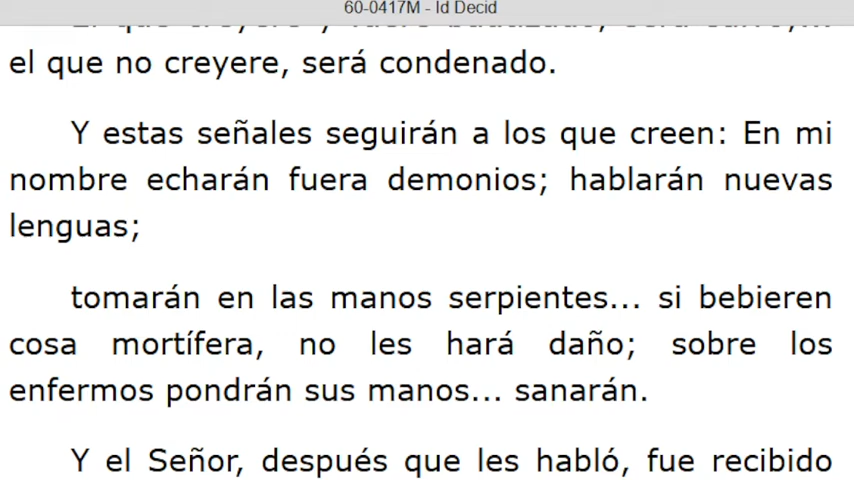 60-0417M - Id Decid
el que no creyere, será condenado.
Y estas señales seguirán a los que creen: En mi
nombre echarán fuera demonios; hablarán nuevas
lenguas;
tomarán en las manos serpientes... si bebieren
cosa mortífera, no les hará daño; sobre los
enfermos pondrán sus manos... sanarán.
Y el Señor, después que les habló, fue recibido